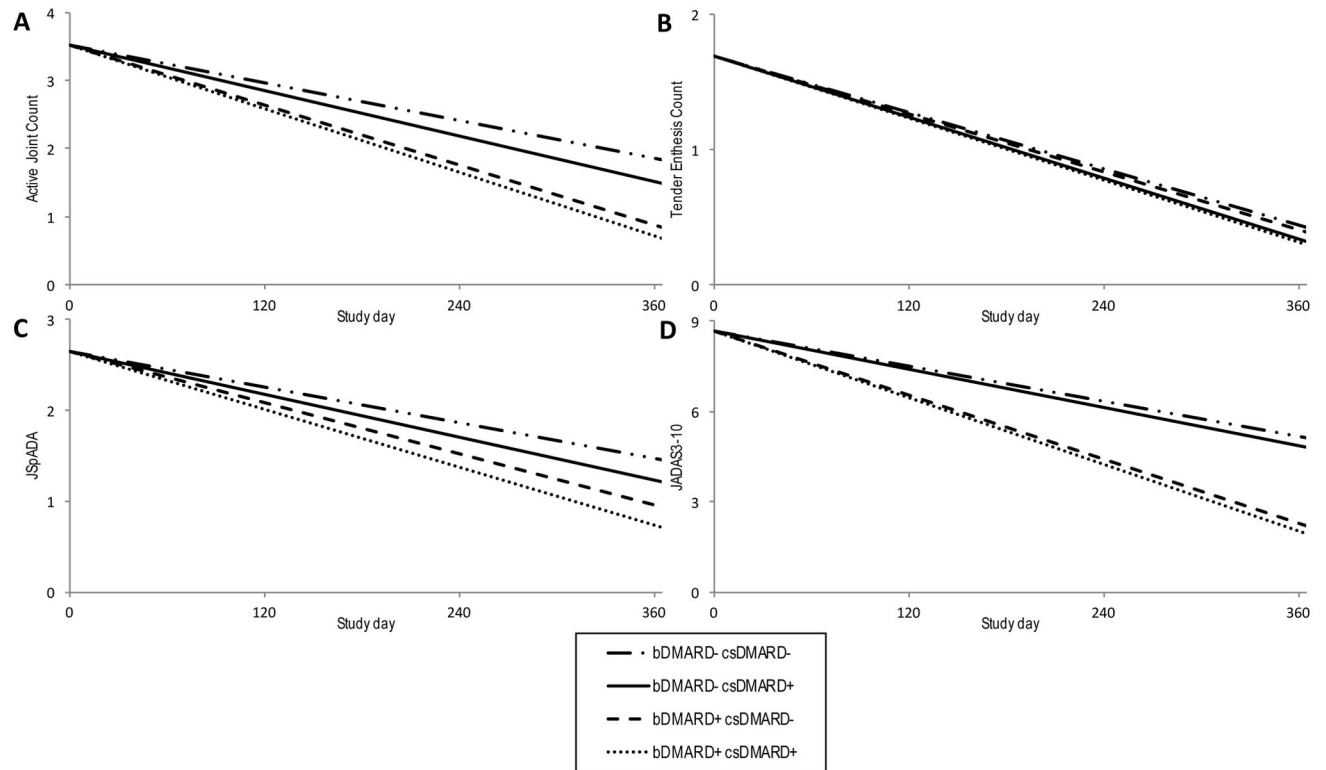 A
4
3
2
1
0
Active Joint Count
0 120 240 360
Study day
B
2
1
0
Tender Enthesis Count
0 120 240 360
Study day
C
3
2
1
0
JSpADA
0 120 240 360
Study day
D
9
6
3
0
JADAS3-10
0 120 240 360
Study day
bDMARD- csDMARD-
bDMARD- csDMARD+
bDMARD+ csDMARD-
bDMARD+ csDMARD+